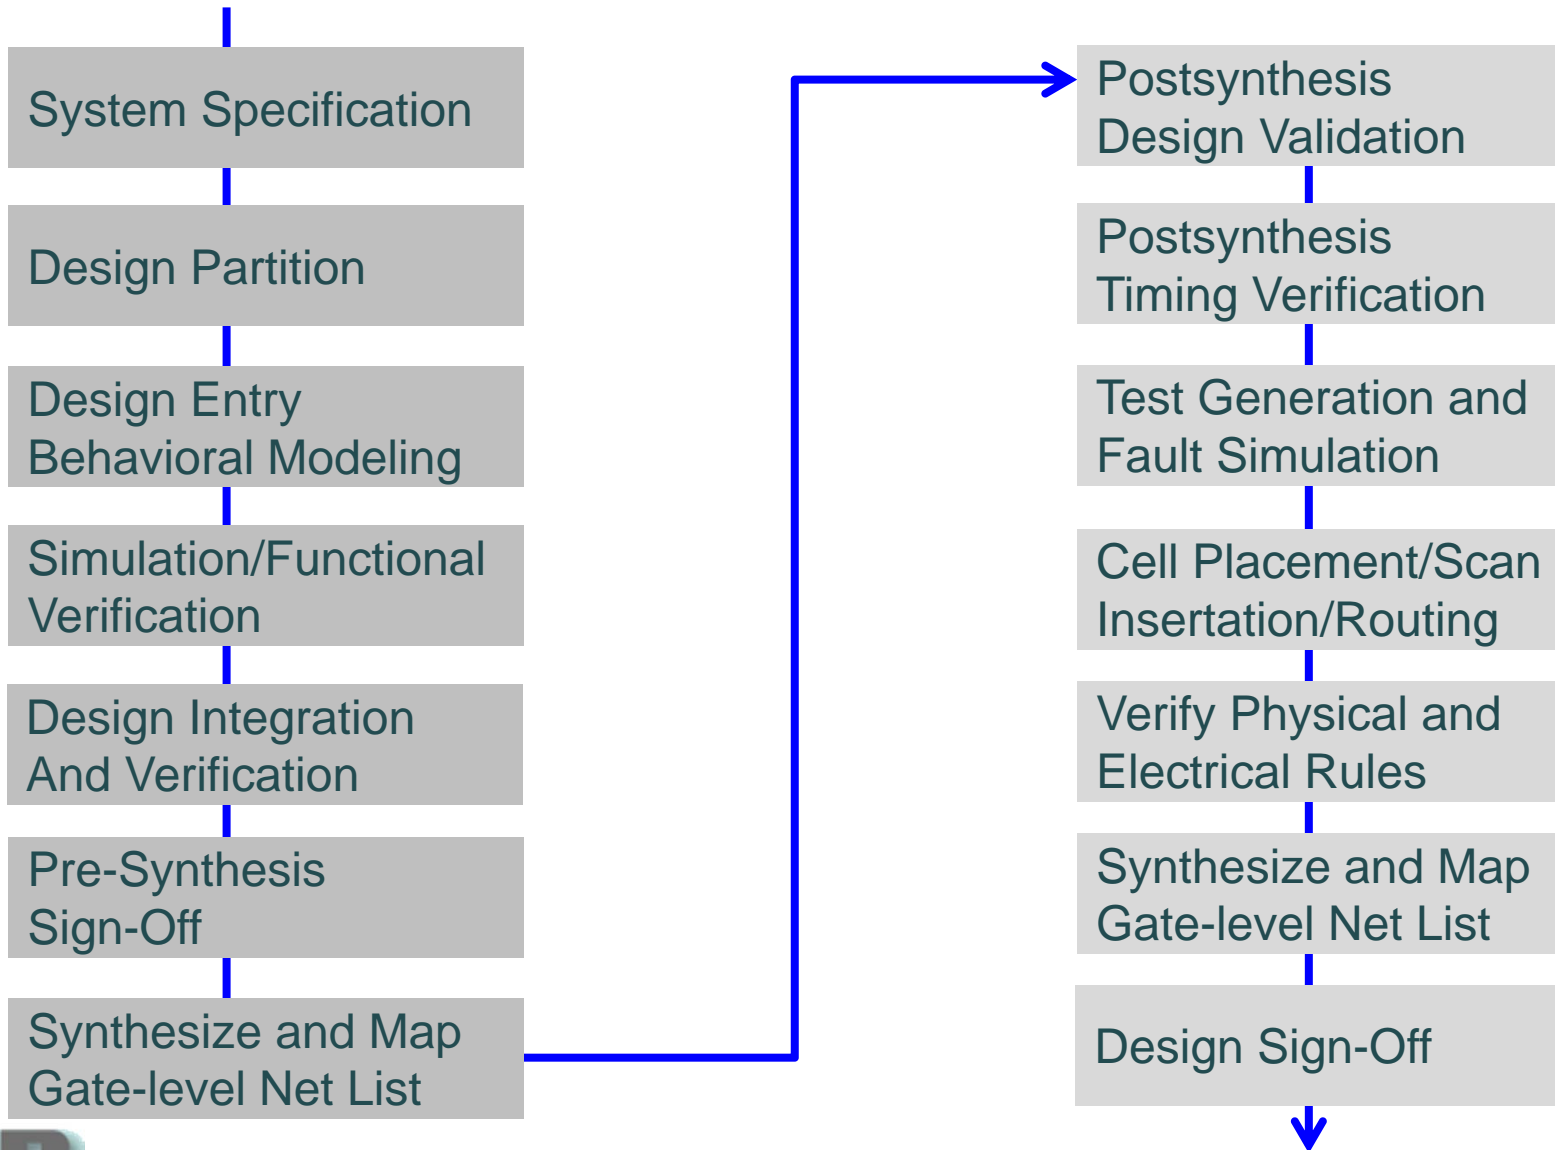 System Specification
Design Partition
Design Entry
Behavioral Modeling
Simulation/Functional
Verification
Design Integration
And Verification
Pre-Synthesis
Sign-Off
Synthesize and Map
Gate-level Net List
Postsynthesis
Design Validation
Postsynthesis
Timing Verification
Test Generation and
Fault Simulation
Cell Placement/Scan
Insertation/Routing
Verify Physical and
Electrical Rules
Synthesize and Map
Gate-level Net List
Design Sign-Off